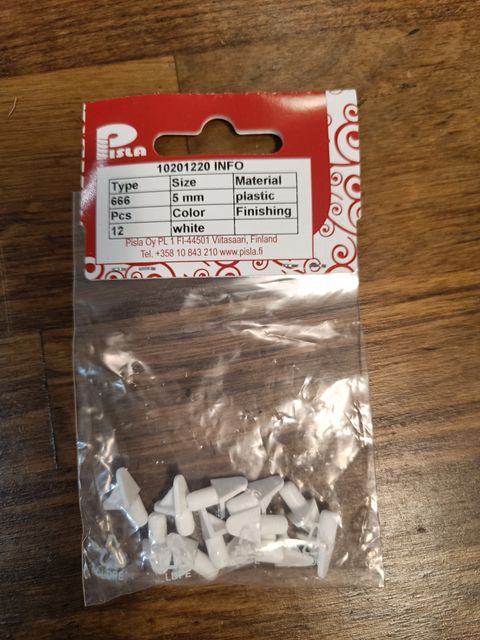 PISLA
10201220 INFO
Type Size Material
666 5 mm plastic
Pcs Color Finishing
12 white
Pisla Oy PL 1 FI-44501 Viitasaari, Finland
Tel. +358 10 843 210 www.pisla.fi
LDPE